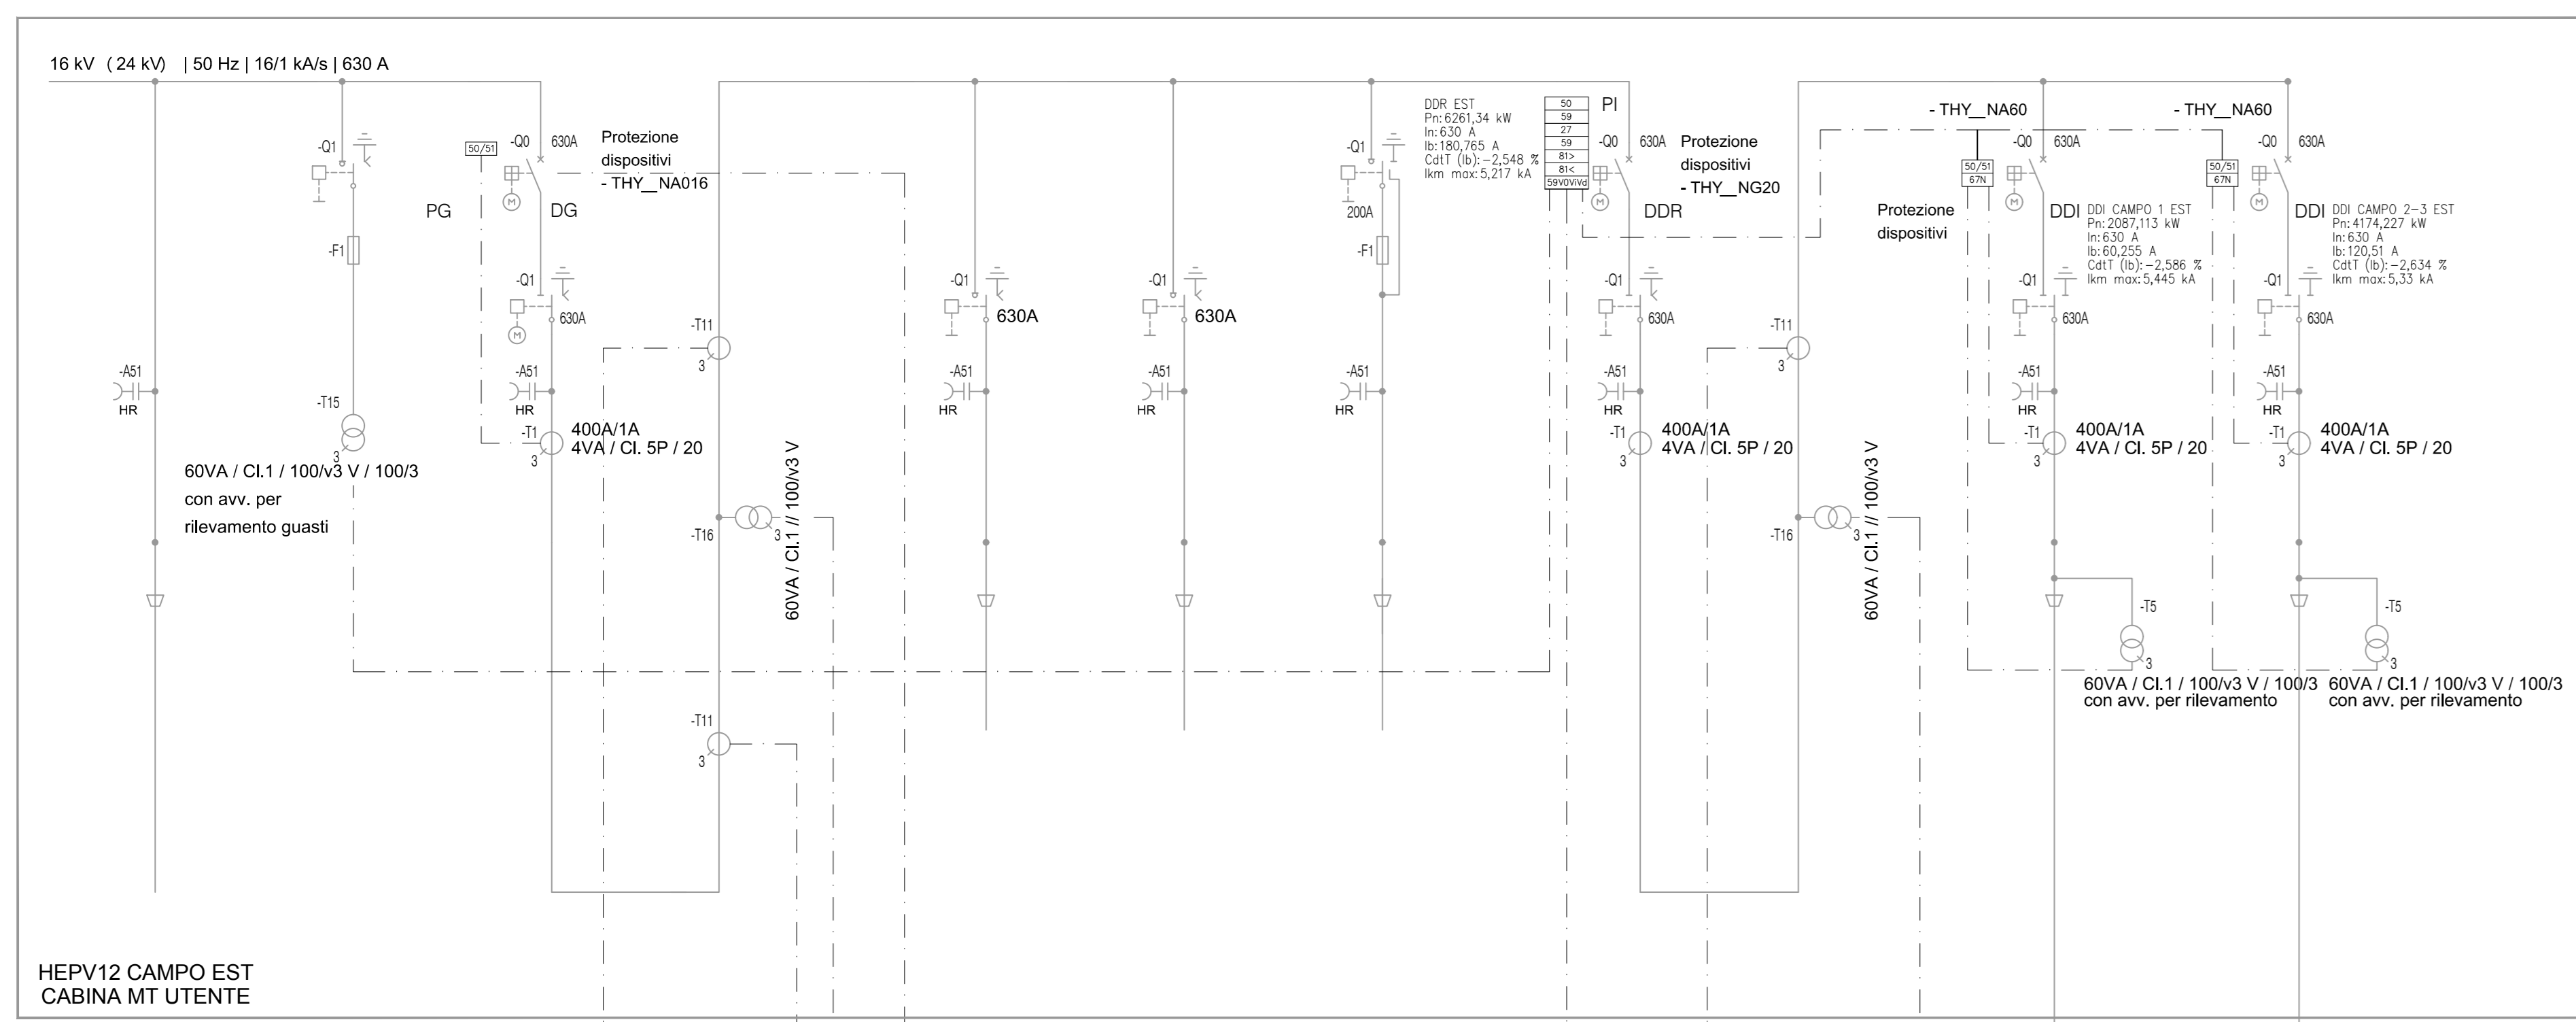 16 kV ( 24 kV) | 50 Hz | 16/1 kA/s | 630 A
-A51
HR
-Q1
-F1
-T15
3
60VA / Cl.1 / 100/v3 V / 100/3
con avv. per
rilevamento guasti
50/51
PG
-Q0
630A
M
DG
Protezione
dispositivi
- THY__NA016
-Q1
630A
M
-A51
HR
-T1
3
400A/1A
4VA / Cl. 5P / 20
-T11
3
-T16
3
60VA / Cl.1 // 100/v3 V
-T11
3
-Q1
630A
-A51
HR
-Q1
630A
-A51
HR
-Q1
200A
-F1
-A51
HR
DDR EST
Pn: 6261,34 kW
In: 630 A
Ib: 180,765 A
CdtT (Ib): -2,548 %
Ikm max: 5,217 kA
50
59
27
59
81>
81<
59V0ViVd
PI
-Q0
630A
M
Protezione
dispositivi
- THY__NG20
DDR
-Q1
630A
-A51
HR
-T1
3
400A/1A
4VA / Cl. 5P / 20
-T11
3
-T16
3
60VA / Cl.1 // 100/v3 V
- THY__NA60
50/51
67N
-Q0
630A
M
Protezione
dispositivi
DDI
DDI CAMPO 1 EST
Pn: 2087,113 kW
In: 630 A
Ib: 60,255 A
CdtT (Ib): -2,586 %
Ikm max: 5,445 kA
-Q1
630A
-A51
HR
-T1
3
400A/1A
4VA / Cl. 5P / 20
-T5
3
60VA / Cl.1 / 100/v3 V / 100/3
con avv. per rilevamento
- THY__NA60
50/51
67N
-Q0
630A
M
DDI
DDI CAMPO 2-3 EST
Pn: 4174,227 kW
In: 630 A
Ib: 120,51 A
CdtT (Ib): -2,634 %
Ikm max: 5,33 kA
-Q1
630A
-A51
HR
-T1
3
400A/1A
4VA / Cl. 5P / 20
-T5
3
60VA / Cl.1 / 100/v3 V / 100/3
con avv. per rilevamento
HEPV12 CAMPO EST
CABINA MT UTENTE